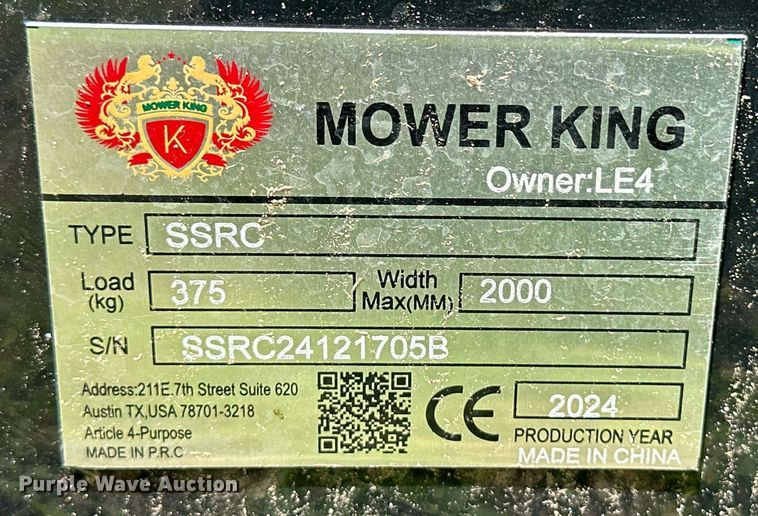 MOWER KING
K
MOWER KING
Owner:LE4
TYPE SSRC
Load (kg) 375 Width Max(MM) 2000
S/N SSRC24121705B
Address:211E.7th Street Suite 620
Austin TX,USA 78701-3218
Article 4-Purpose
MADE IN P.R.C
CE
2024
PRODUCTION YEAR
MADE IN CHINA
Purple Wave Auction